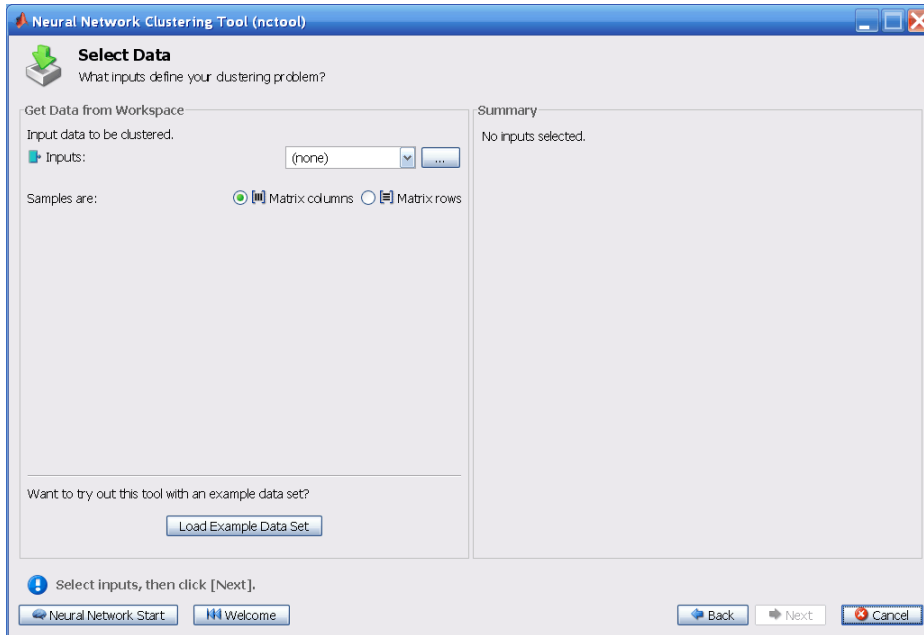 Neural Network Clustering Tool (nctool)
Select Data
What inputs define your clustering problem?
Get Data from Workspace
Input data to be clustered.
Inputs:
(none)
...
Samples are:
Matrix columns
Matrix rows
Want to try out this tool with an example data set?
Load Example Data Set
Summary
No inputs selected.
Select inputs, then click [Next].
Neural Network Start
Welcome
Back
Next
Cancel